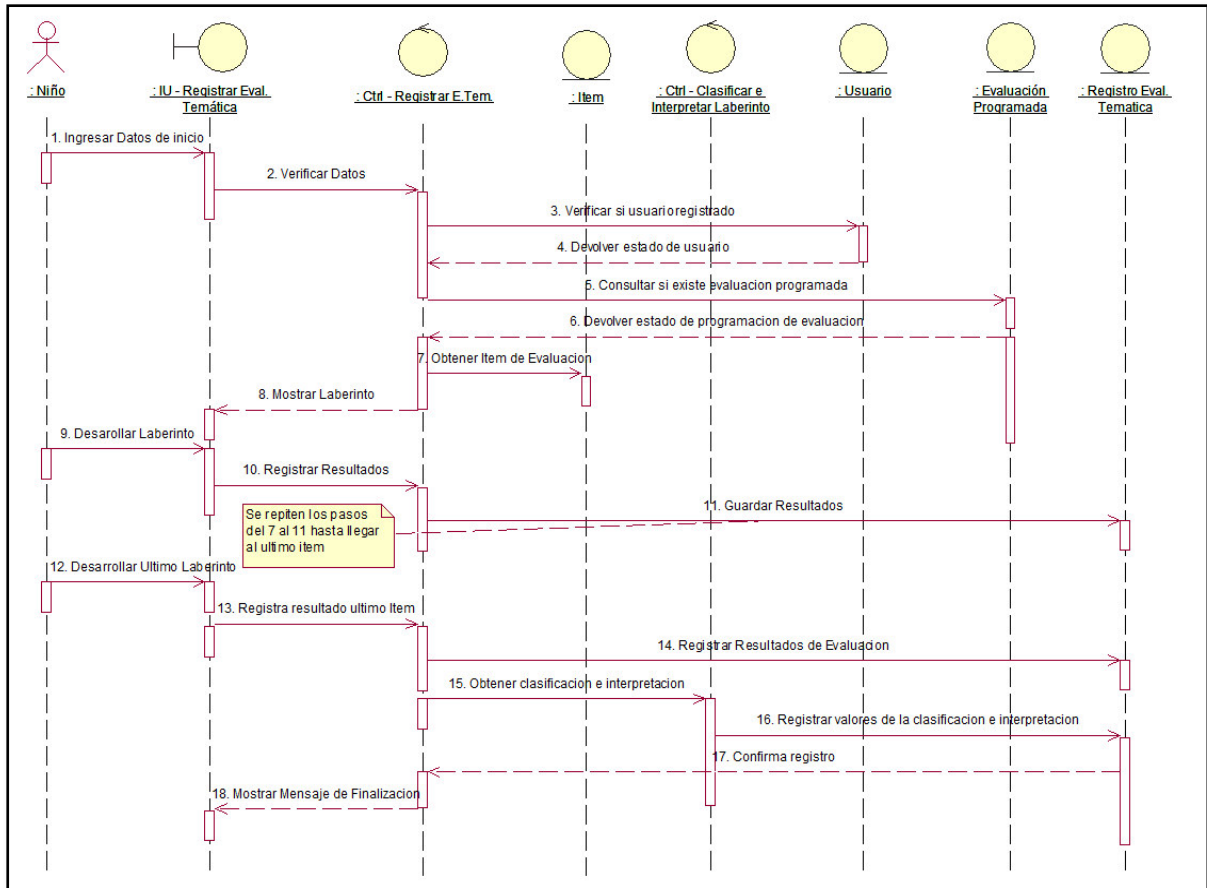 : Niño
: IU - Registrar Eval.
Temática
: Ctrl - Registrar E.Tem.
: Item
: Ctrl - Clasificar e
Interpretar Laberinto
: Usuario
: Evaluación
Programada
: Registro Eval.
Tematica
1. Ingresar Datos de inicio
2. Verificar Datos
3. Verificar si usuario registrado
4. Devolver estado de usuario
5. Consultar si existe evaluacion programada
6. Devolver estado de programacion de evaluacion
7. Obtener Item de Evaluacion
8. Mostrar Laberinto
9. Desarollar Laberinto
10. Registrar Resultados
11. Guardar Resultados
Se repiten los pasos
del 7 al 11 hasta llegar
al ultimo item
12. Desarrollar Ultimo Laberinto
13. Registra resultado ultimo Item
14. Registrar Resultados de Evaluacion
15. Obtener clasificacion e interpretacion
16. Registrar valores de la clasificacion e interpretacion
17. Confirma registro
18. Mostrar Mensaje de Finalizacion